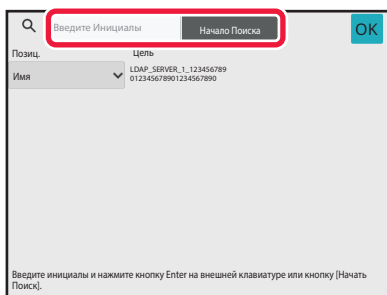 Введите Инициалы
Начало Поиска
OK
Позиц.
Цель
Имя
LDAP_SERVER_1_123456789
012345678901234567890
Введите инициалы и нажмите кнопку Enter на внешней клавиатуре или кнопку [Начать
Поиск].